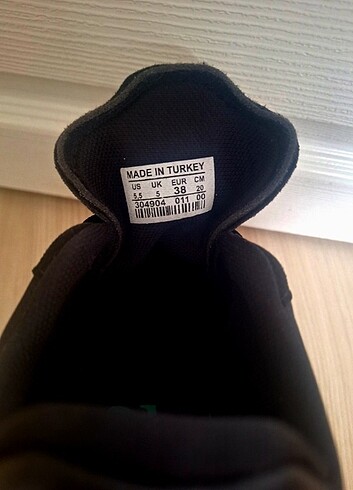 MADE IN TURKEY
US UK EUR CM
5.5 5 38 20
304904 011 00